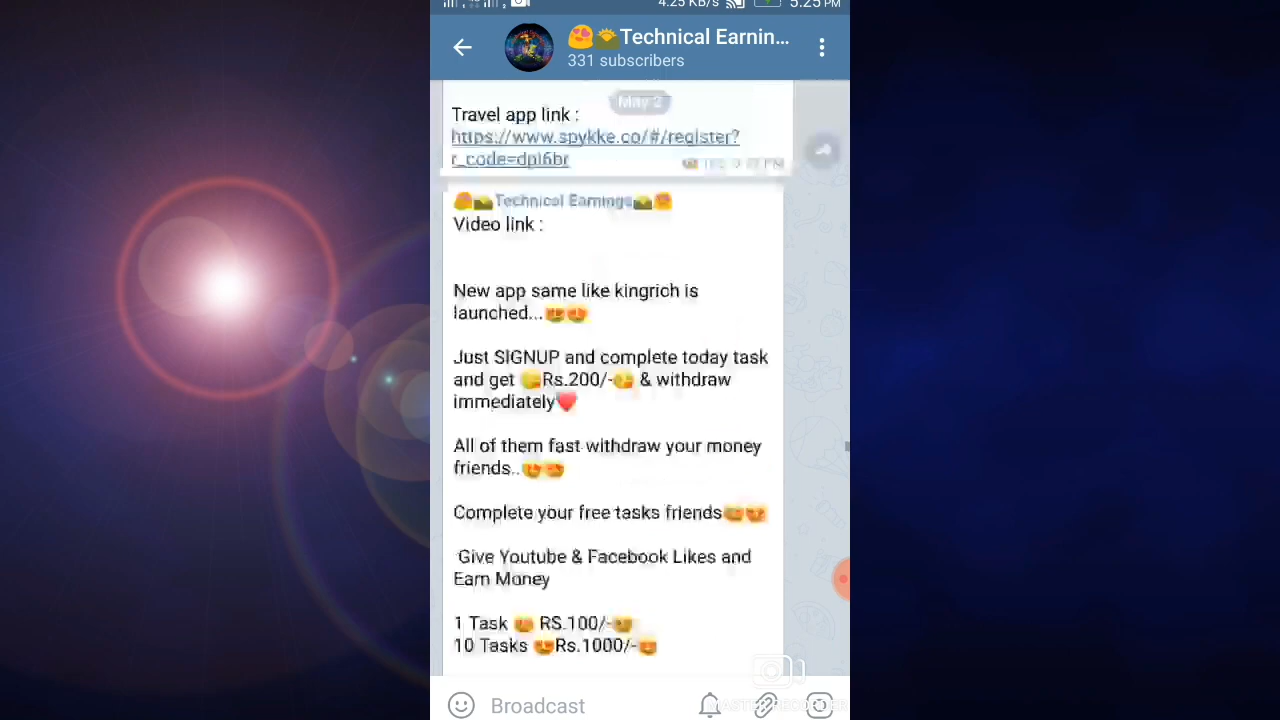 4.25 KB/s 5:25 PM
😍🌄Technical Earnin...
331 subscribers
May 2
Travel app link :
https://www.spykke.co/#/register?
r_code=dpl6br
Technical Earnings
Video link :
New app same like kingrich is
launched...😍😍
Just SIGNUP and complete today task
and get 😘Rs.200/-😘 & withdraw
immediately❤️
All of them fast withdraw your money
friends..😍😍
Complete your free tasks friends😍😍
Give Youtube & Facebook Likes and
Earn Money
1 Task 😍 RS.100/-😍
10 Tasks 😍Rs.1000/-😍
Broadcast